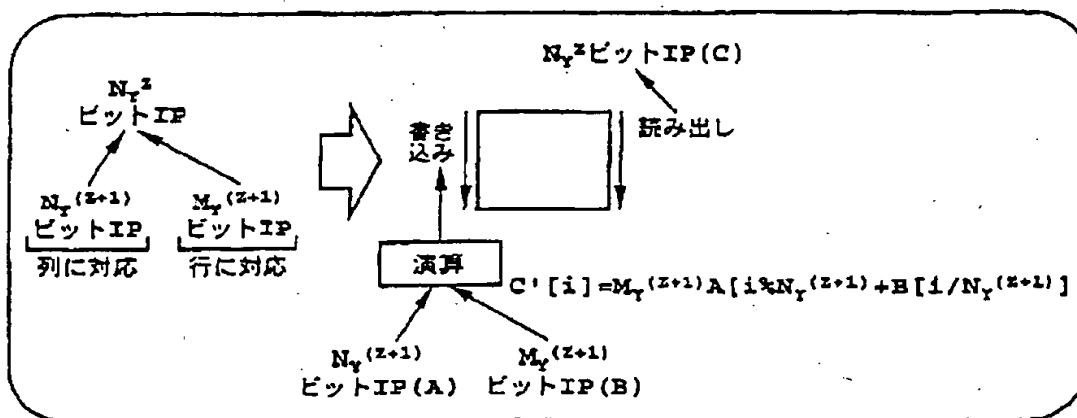 N_Y^Z
ビットIP
N_Y^(Z+1)
ビットIP
列に対応
M_Y^(Z+1)
ビットIP
行に対応
N_Y^ZビットIP(C)
書き
込み
読み出し
演算
C'[i]=M_Y^(Z+1)A[i%N_Y^(Z+1)+B[i/N_Y^(Z+1)]
N_Y^(Z+1)
ビットIP(A)
M_Y^(Z+1)
ビットIP(B)